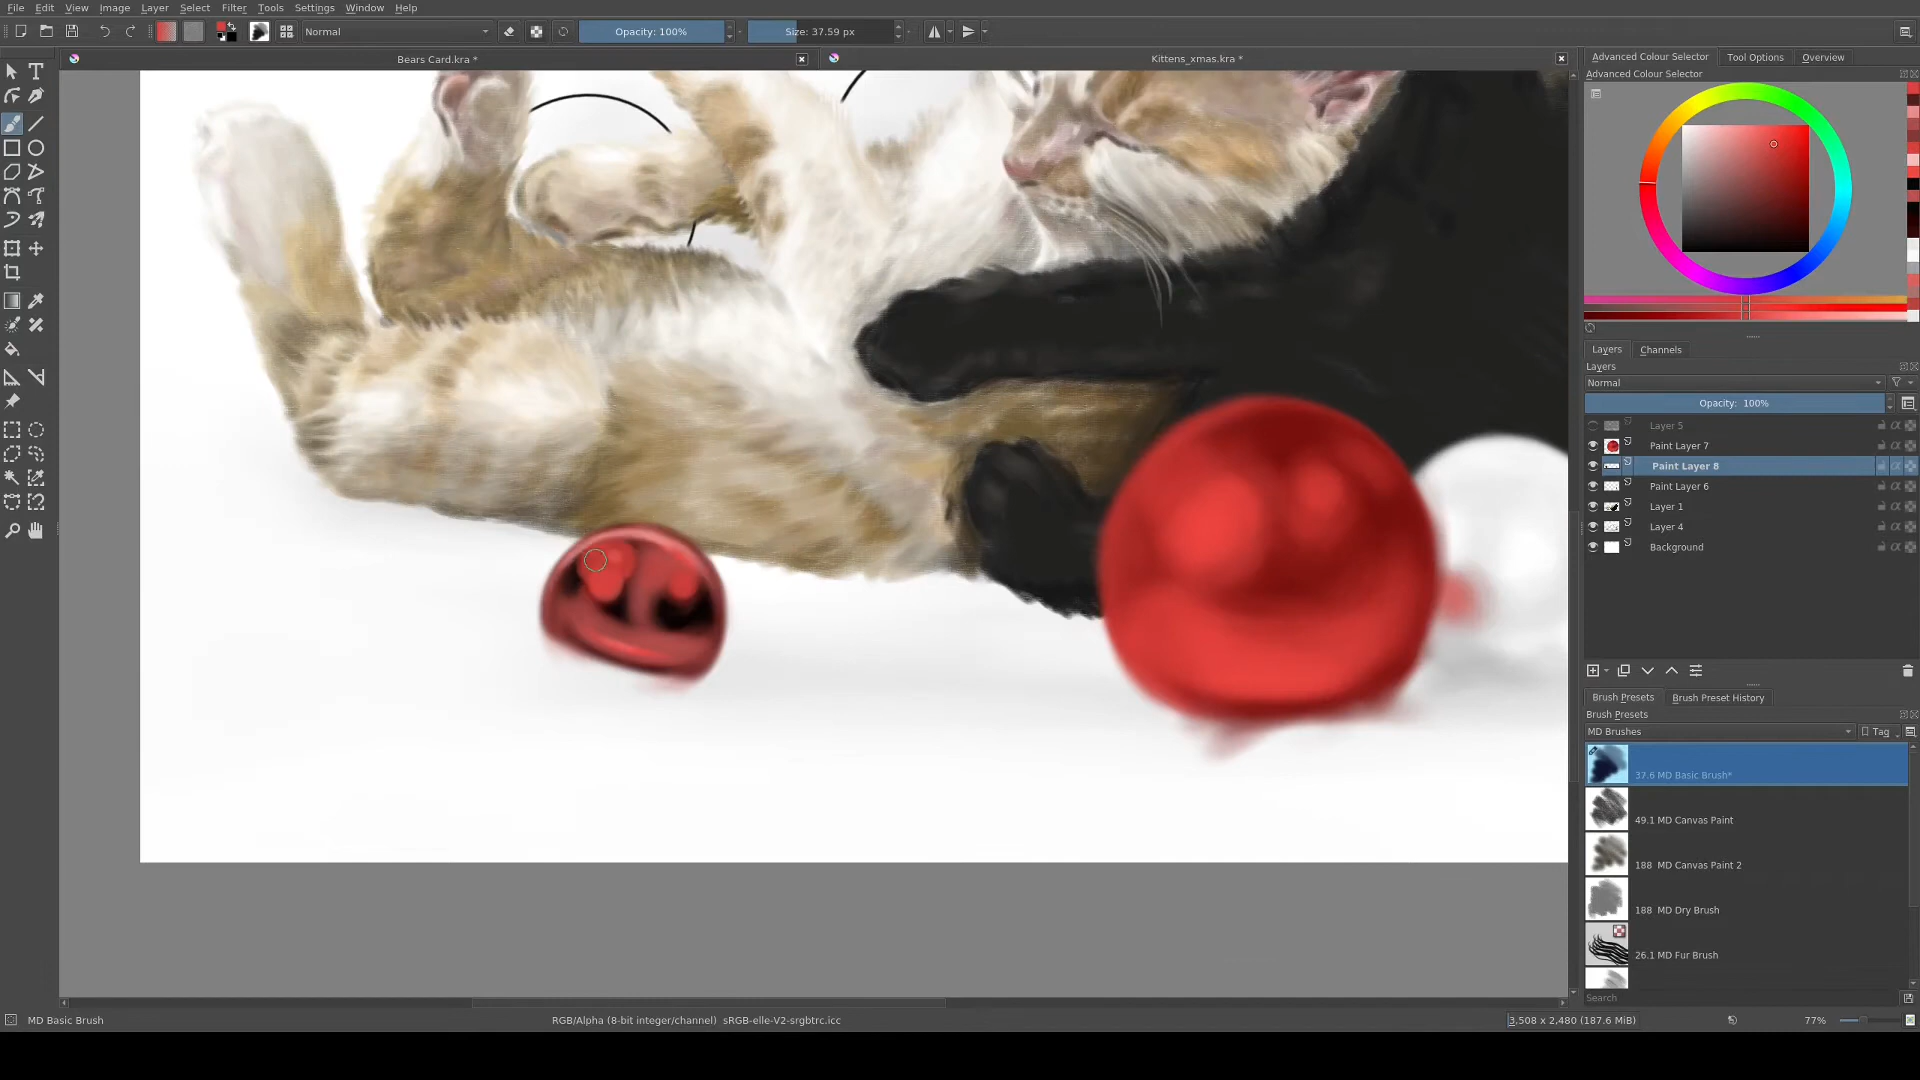 File Edit View Image Layer Select Filter Tools Settings Window Help
Normal Opacity: 100% Size: 37.59 px
Bears Card.kra * Kittens_xmas.kra *
Advanced Colour Selector Tool Options Overview
Advanced Colour Selector
Layers Channels
Layers
Normal
Opacity: 100%
Layer 5
Paint Layer 7
Paint Layer 8
Paint Layer 6
Layer 1
Layer 4
Background
Brush Presets Brush Preset History
Brush Presets
MD Brushes Tag
37.6 MD Basic Brush*
49.1 MD Canvas Paint
188 MD Canvas Paint 2
188 MD Dry Brush
26.1 MD Fur Brush
Search
MD Basic Brush RGB/Alpha (8-bit integer/channel) sRGB-elle-V2-srgbtrc.icc 3,508 x 2,480 (187.6 MiB) 77%